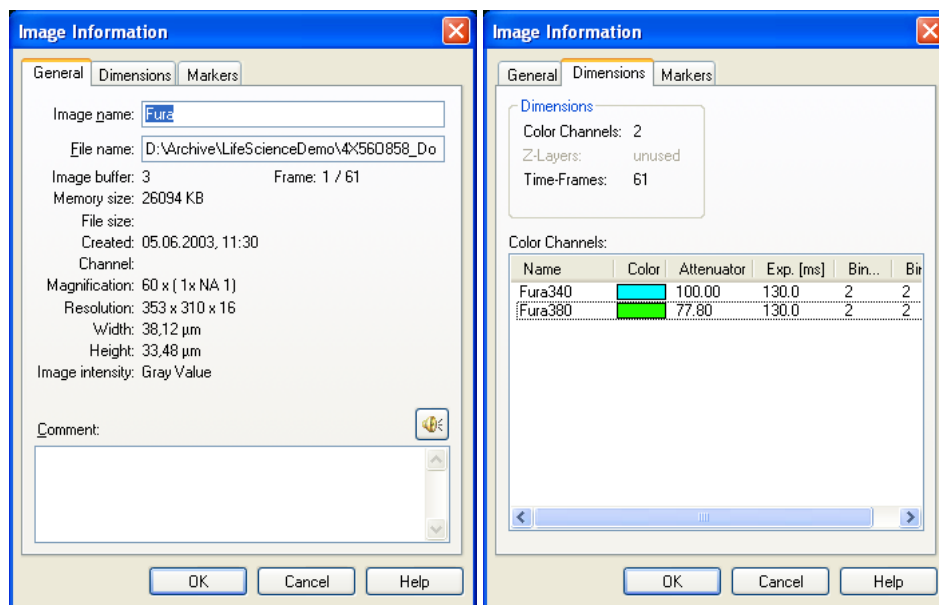 Image Information
General Dimensions Markers
Image name: Fura
File name: D:\Archive\LifeScienceDemo\4X560858_Do
Image buffer: 3 Frame: 1 / 61
Memory size: 26094 KB
File size:
Created: 05.06.2003, 11:30
Channel:
Magnification: 60 x ( 1x NA 1)
Resolution: 353 x 310 x 16
Width: 38,12 µm
Height: 33,48 µm
Image intensity: Gray Value
Comment:
OK Cancel Help
Image Information
General Dimensions Markers
Dimensions
Color Channels: 2
Z-Layers: unused
Time-Frames: 61
Color Channels:
Name Color Attenuator Exp. [ms] Bin... Bir
Fura340 100.00 130.0 2 2
Fura380 77.80 130.0 2 2
OK Cancel Help